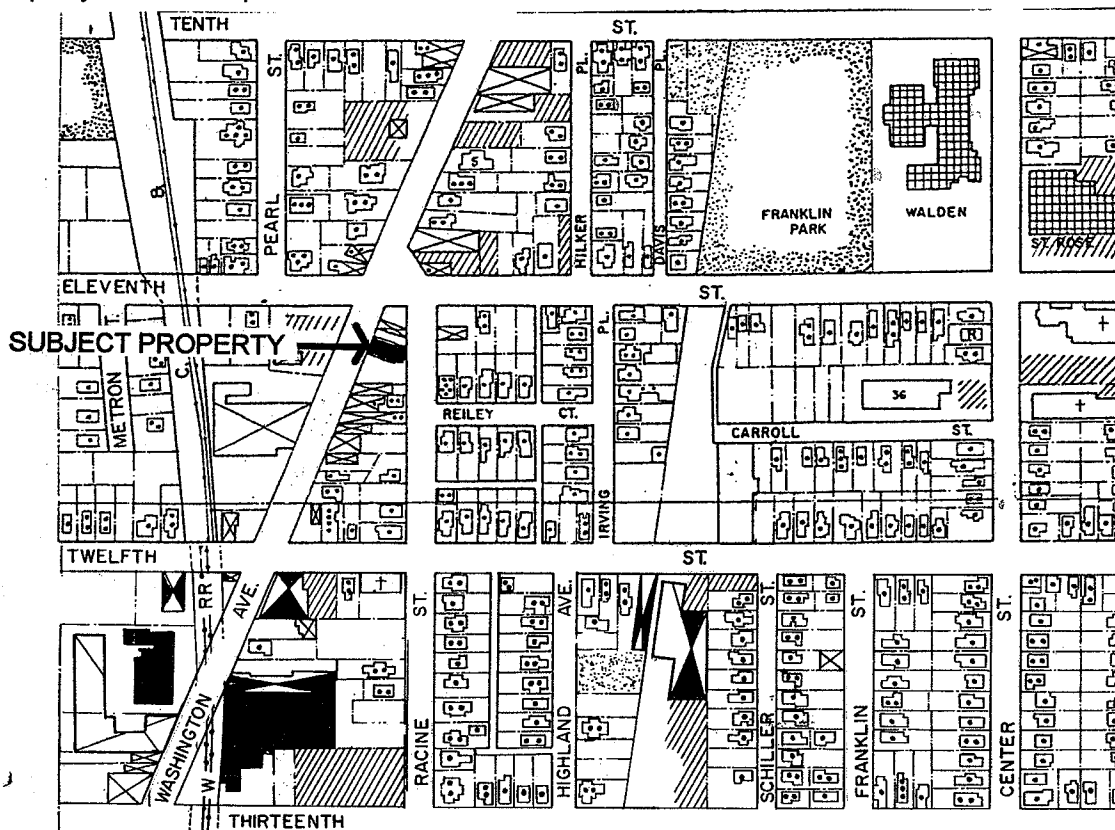 TENTH ST.
ST.
PEARL
HILKER PL.
DAVIS PL.
5
B.
FRANKLIN
PARK
WALDEN
ST. ROSE
ELEVENTH ST.
SUBJECT PROPERTY
METRON
C.
REILEY CT.
IRVING PL.
36
R
CARROLL ST.
TWELFTH ST.
RR
W
WASHINGTON AVE.
RACINE ST.
HIGHLAND AVE.
SCHILLER ST.
FRANKLIN ST.
CENTER ST.
THIRTEENTH